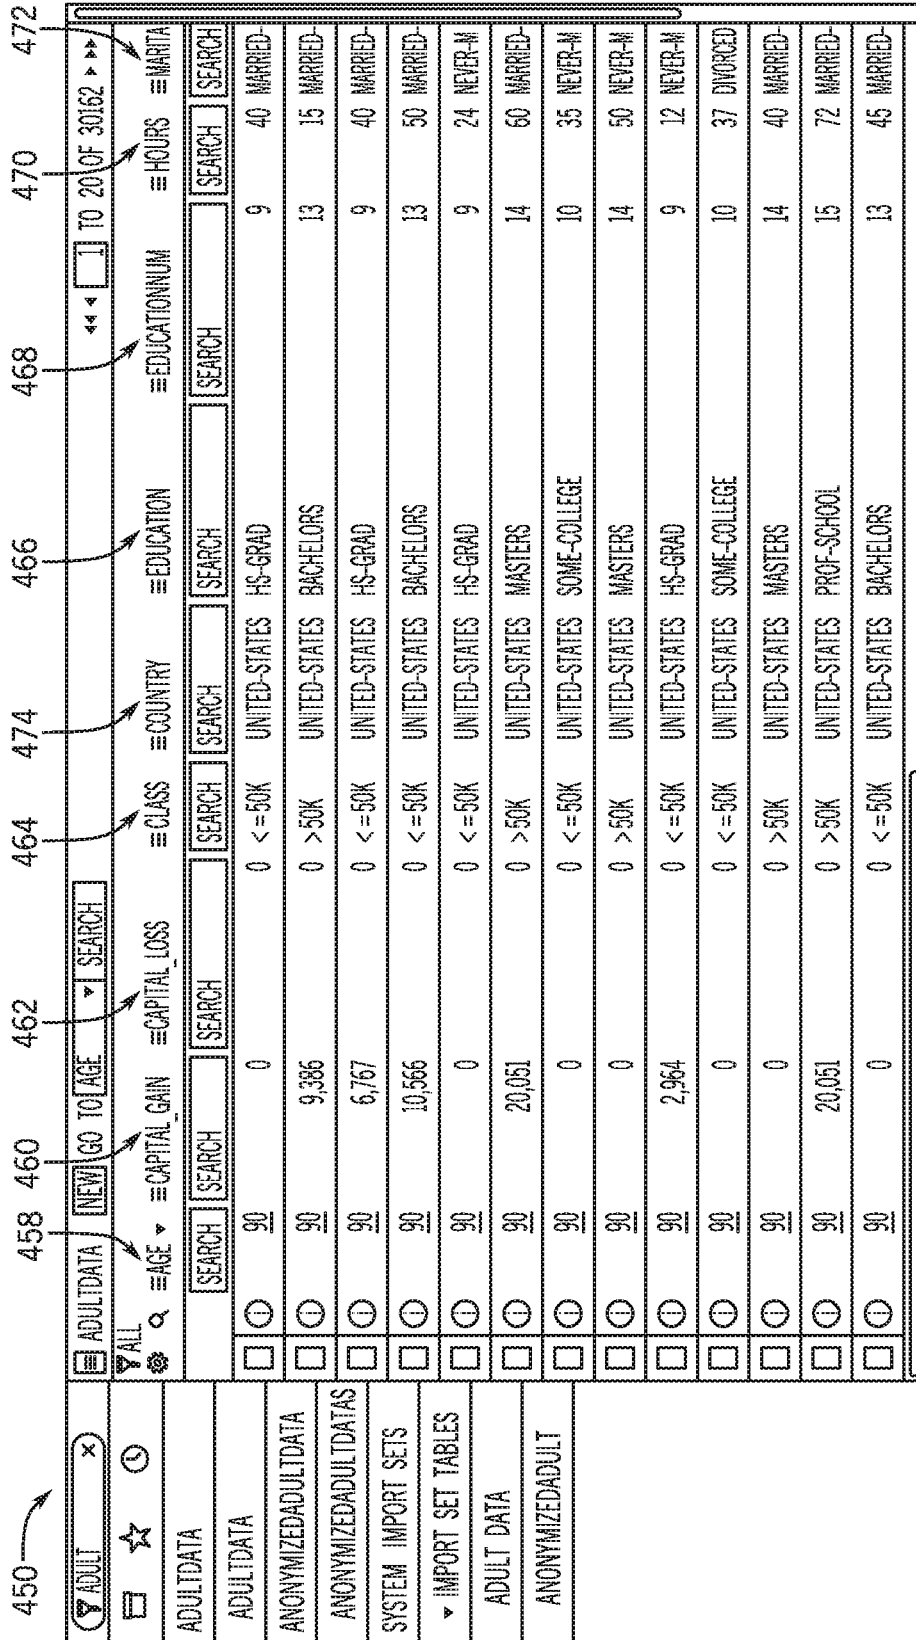 450
458 460 462 464 474 466 468 470 472
ADULT ×
ADULTDATA
ADULTDATA
ANONYMIZEDADULTDATA
ANONYMIZEDADULTDATAS
SYSTEM IMPORT SETS
▼ IMPORT SET TABLES
ADULT DATA
ANONYMIZEDADULT
ADULTDATA NEW GO TO AGE ▼ SEARCH ◄◄ ◄ 1 TO 20 OF 30162 ► ►►
ALL
≡AGE ▼ ≡CAPITAL_GAIN ≡CAPITAL_LOSS ≡CLASS ≡COUNTRY ≡EDUCATION ≡EDUCATIONNUM ≡HOURS ≡MARITA
SEARCH SEARCH SEARCH SEARCH SEARCH SEARCH SEARCH SEARCH SEARCH
90 0 0 <=50K UNITED-STATES HS-GRAD 9 40 MARRIED-
90 9,386 0 >50K UNITED-STATES BACHELORS 13 15 MARRIED-
90 6,767 0 <=50K UNITED-STATES HS-GRAD 9 40 MARRIED-
90 10,566 0 <=50K UNITED-STATES BACHELORS 13 50 MARRIED-
90 0 0 <=50K UNITED-STATES HS-GRAD 9 24 NEVER-M
90 20,051 0 >50K UNITED-STATES MASTERS 14 60 MARRIED-
90 0 0 <=50K UNITED-STATES SOME-COLLEGE 10 35 NEVER-M
90 0 0 >50K UNITED-STATES MASTERS 14 50 NEVER-M
90 2,964 0 <=50K UNITED-STATES HS-GRAD 9 12 NEVER-M
90 0 0 <=50K UNITED-STATES SOME-COLLEGE 10 37 DIVORCED
90 0 0 >50K UNITED-STATES MASTERS 14 40 MARRIED-
90 20,051 0 >50K UNITED-STATES PROF-SCHOOL 15 72 MARRIED-
90 0 0 <=50K UNITED-STATES BACHELORS 13 45 MARRIED-